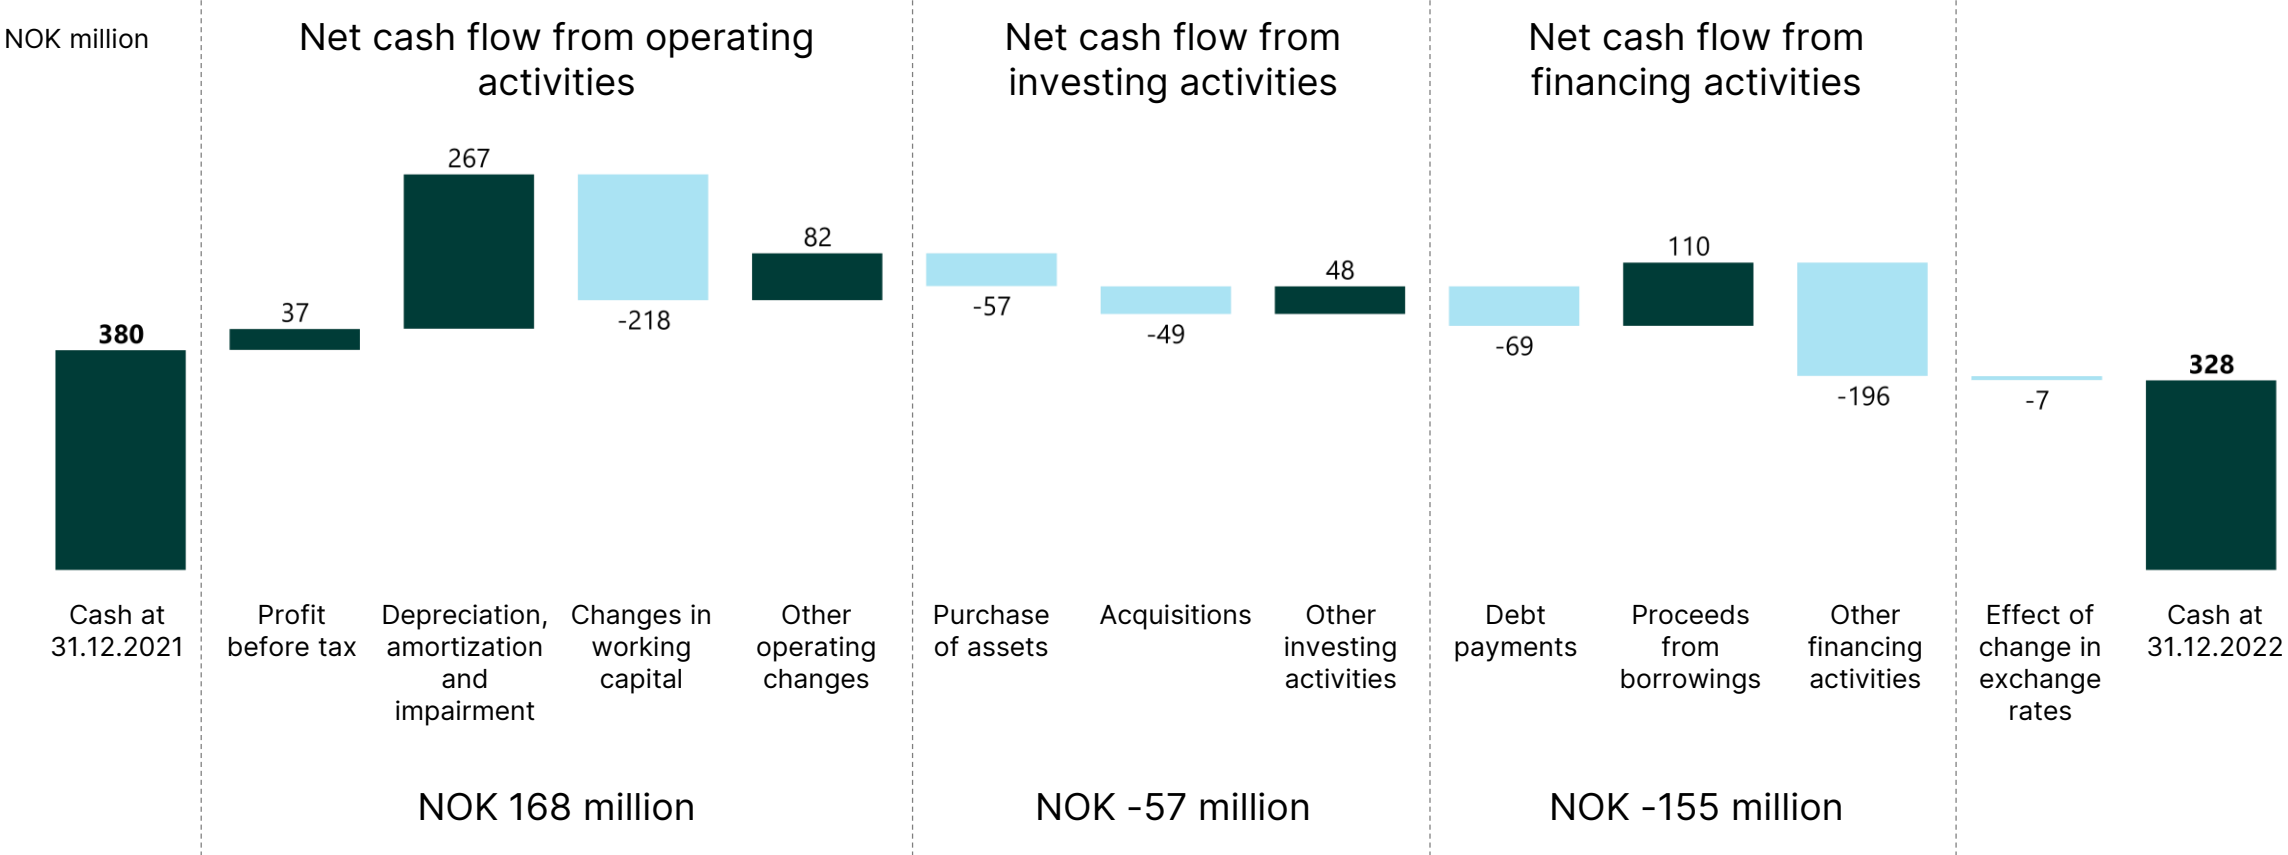 NOK million
Net cash flow from operating
activities
Net cash flow from
investing activities
Net cash flow from
financing activities
380
37
267
-218
82
-57
-49
48
-69
110
-196
-7
328
Cash at
31.12.2021
Profit
before tax
Depreciation,
amortization
and
impairment
Changes in
working
capital
Other
operating
changes
Purchase
of assets
Acquisitions
Other
investing
activities
Debt
payments
Proceeds
from
borrowings
Other
financing
activities
Effect of
change in
exchange
rates
Cash at
31.12.2022
NOK 168 million
NOK -57 million
NOK -155 million